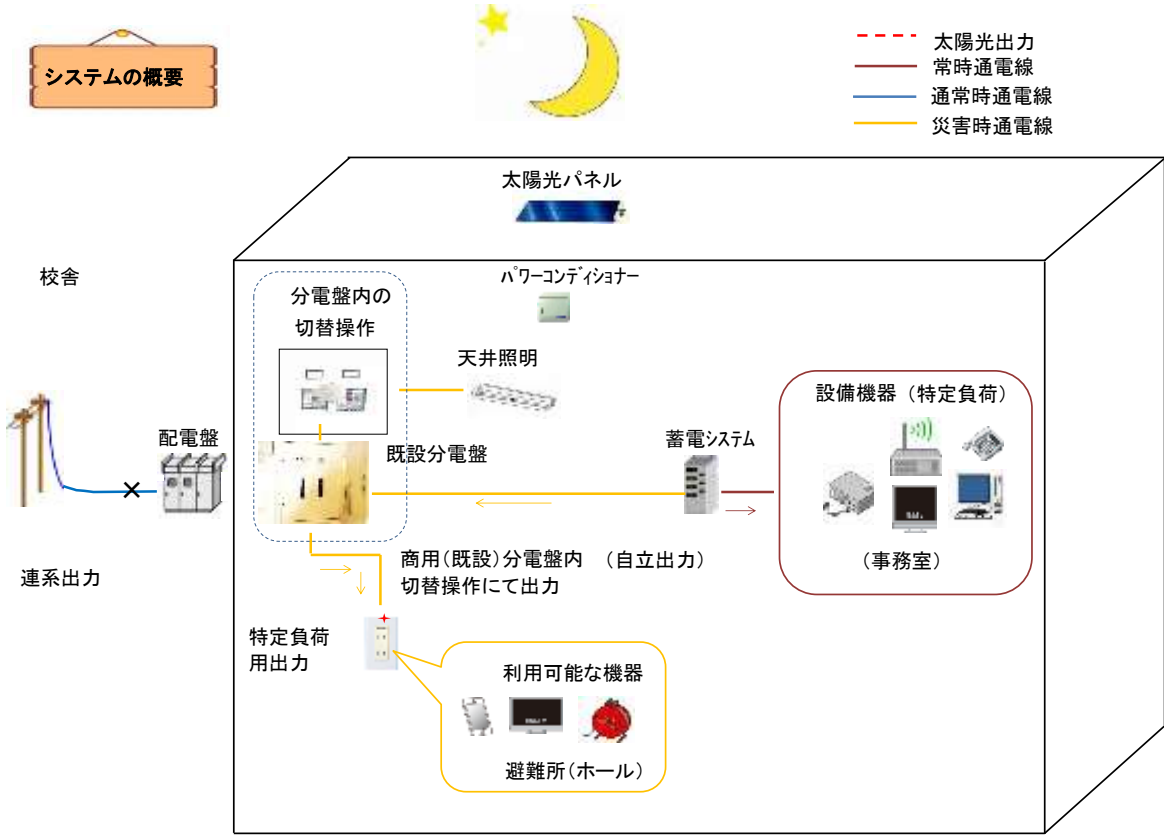 システムの概要
太陽光出力
常時通電線
通常時通電線
災害時通電線
太陽光パネル
校舎
ﾊﾟﾜｰｺﾝﾃﾞｨｼｮﾅｰ
分電盤内の
切替操作
天井照明
設備機器（特定負荷）
配電盤
既設分電盤
蓄電ｼｽﾃﾑ
商用(既設)分電盤内
切替操作にて出力
（自立出力）
（事務室）
連系出力
特定負荷
用出力
利用可能な機器
避難所（ホール）